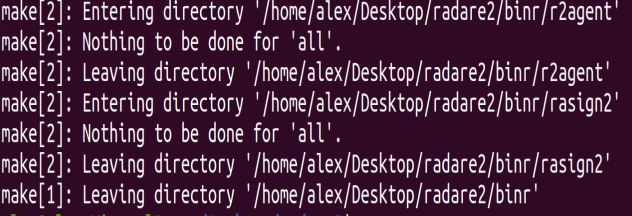 make[2]: Entering directory '/home/alex/Desktop/radare2/binr/r2agent'
make[2]: Nothing to be done for 'all'.
make[2]: Leaving directory '/home/alex/Desktop/radare2/binr/r2agent'
make[2]: Entering directory '/home/alex/Desktop/radare2/binr/rasign2'
make[2]: Nothing to be done for 'all'.
make[2]: Leaving directory '/home/alex/Desktop/radare2/binr/rasign2'
make[1]: Leaving directory '/home/alex/Desktop/radare2/binr'